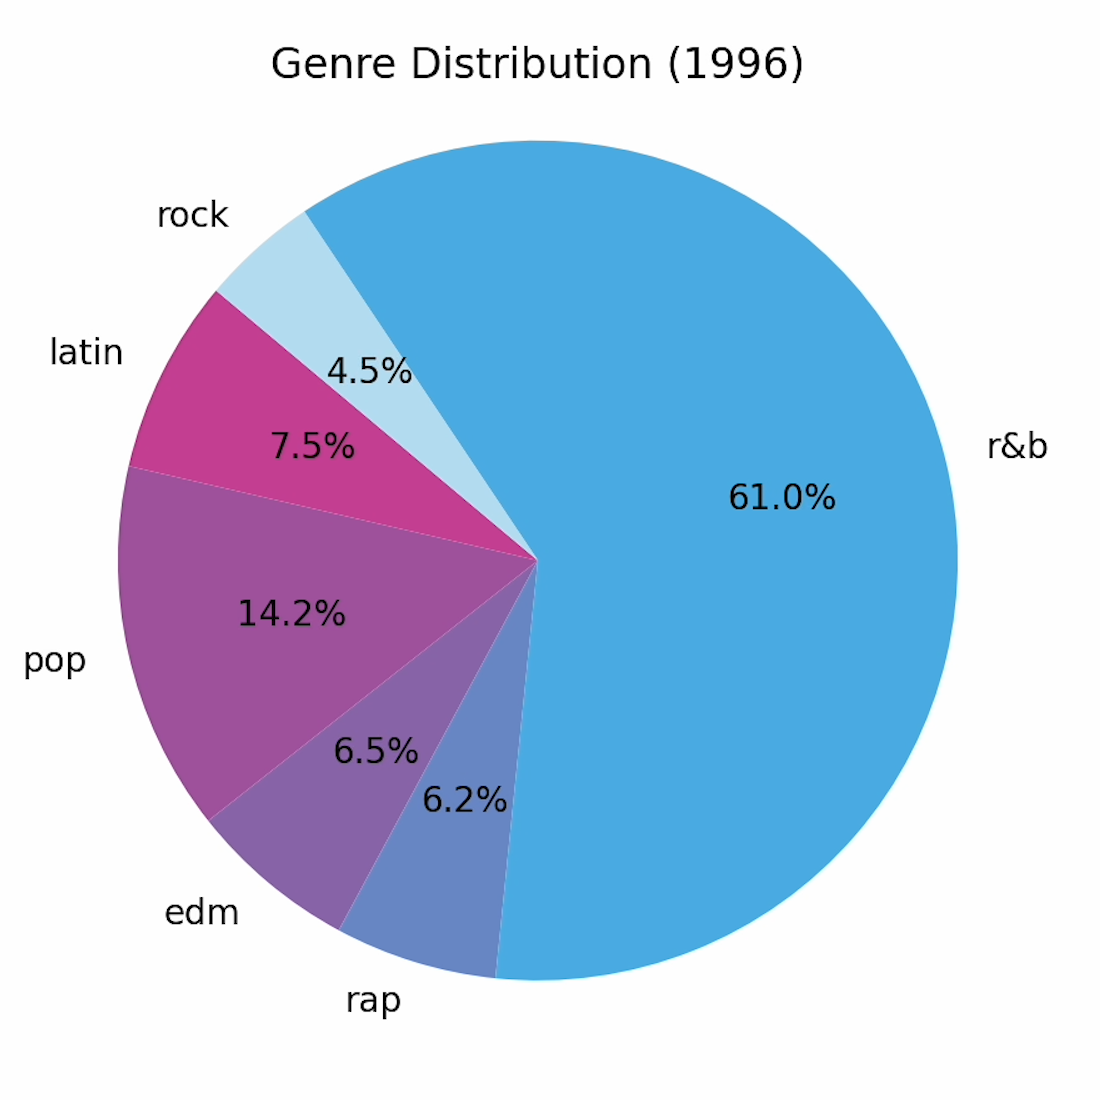 Genre Distribution (1996)
rock
latin
4.5%
7.5%
r&b
61.0%
14.2%
pop
6.5%
6.2%
edm
rap